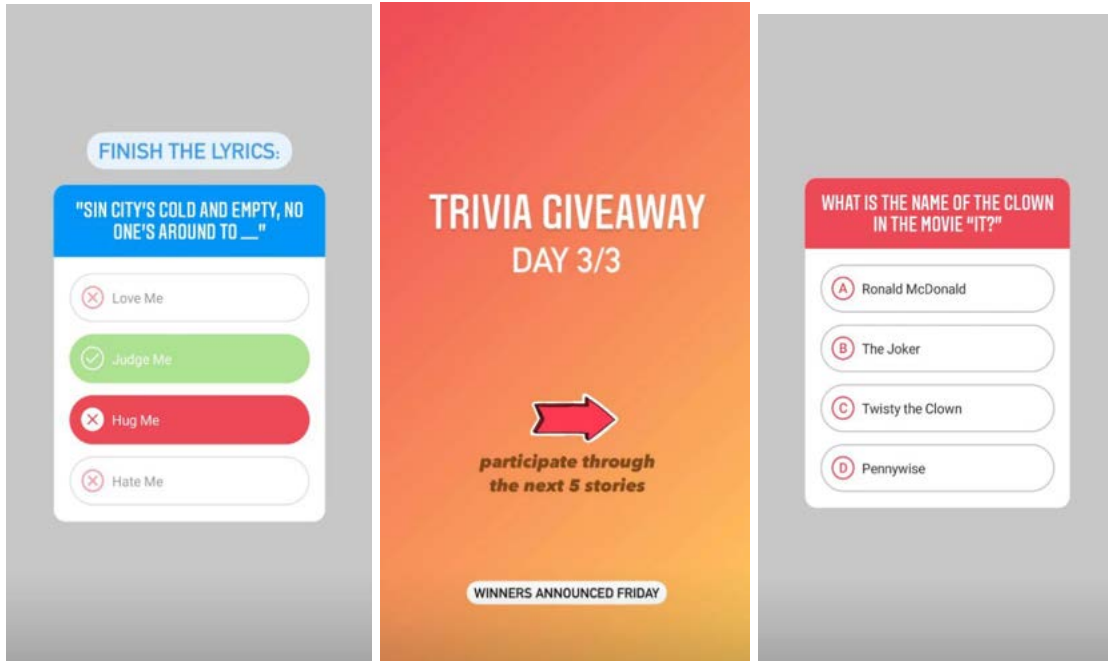 FINISH THE LYRICS:
"SIN CITY'S COLD AND EMPTY, NO
ONE'S AROUND TO __"
Love Me
Judge Me
Hug Me
Hate Me
TRIVIA GIVEAWAY
DAY 3/3
participate through
the next 5 stories
WINNERS ANNOUNCED FRIDAY
WHAT IS THE NAME OF THE CLOWN
IN THE MOVIE “IT?”
A Ronald McDonald
B The Joker
C Twisty the Clown
D Pennywise